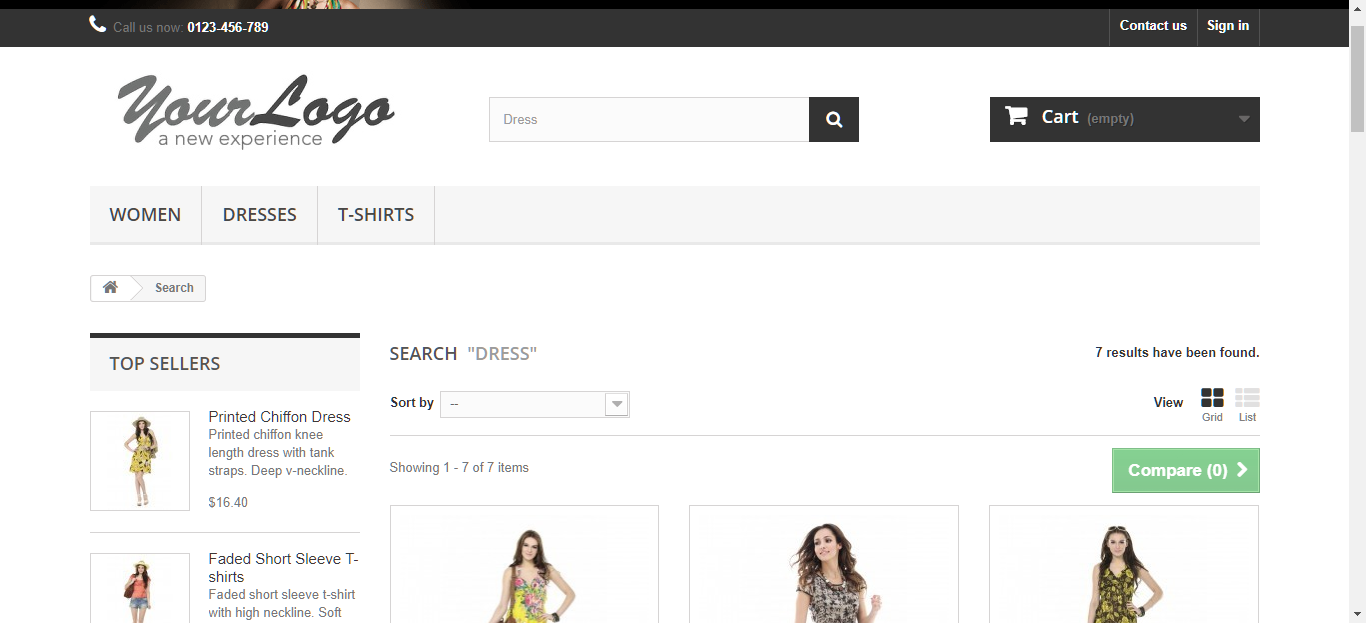 Call us now: 0123-456-789
Contact us
Sign in
Your Logo
a new experience
Dress
Cart (empty)
WOMEN
DRESSES
T-SHIRTS
Search
TOP SELLERS
Printed Chiffon Dress
Printed chiffon knee
length dress with tank
straps. Deep v-neckline.
$16.40
Faded Short Sleeve T-
shirts
Faded short sleeve t-shirt
with high neckline. Soft
SEARCH "DRESS"
7 results have been found.
Sort by --
View
Grid
List
Showing 1 - 7 of 7 items
Compare (0)